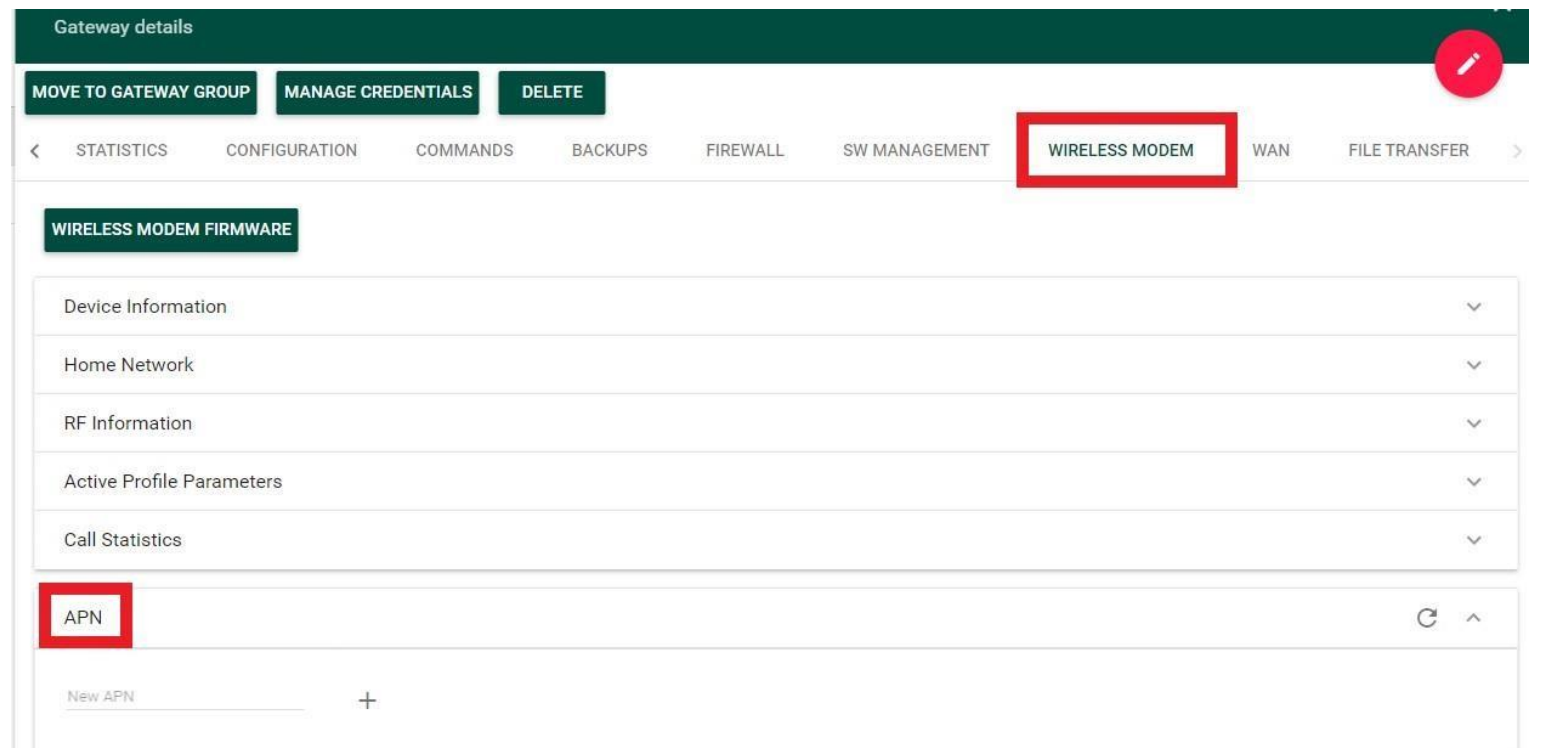 Gateway details
MOVE TO GATEWAY GROUP MANAGE CREDENTIALS DELETE
STATISTICS CONFIGURATION COMMANDS BACKUPS FIREWALL SW MANAGEMENT WIRELESS MODEM WAN FILE TRANSFER
WIRELESS MODEM FIRMWARE
Device Information
Home Network
RF Information
Active Profile Parameters
Call Statistics
APN
New APN +